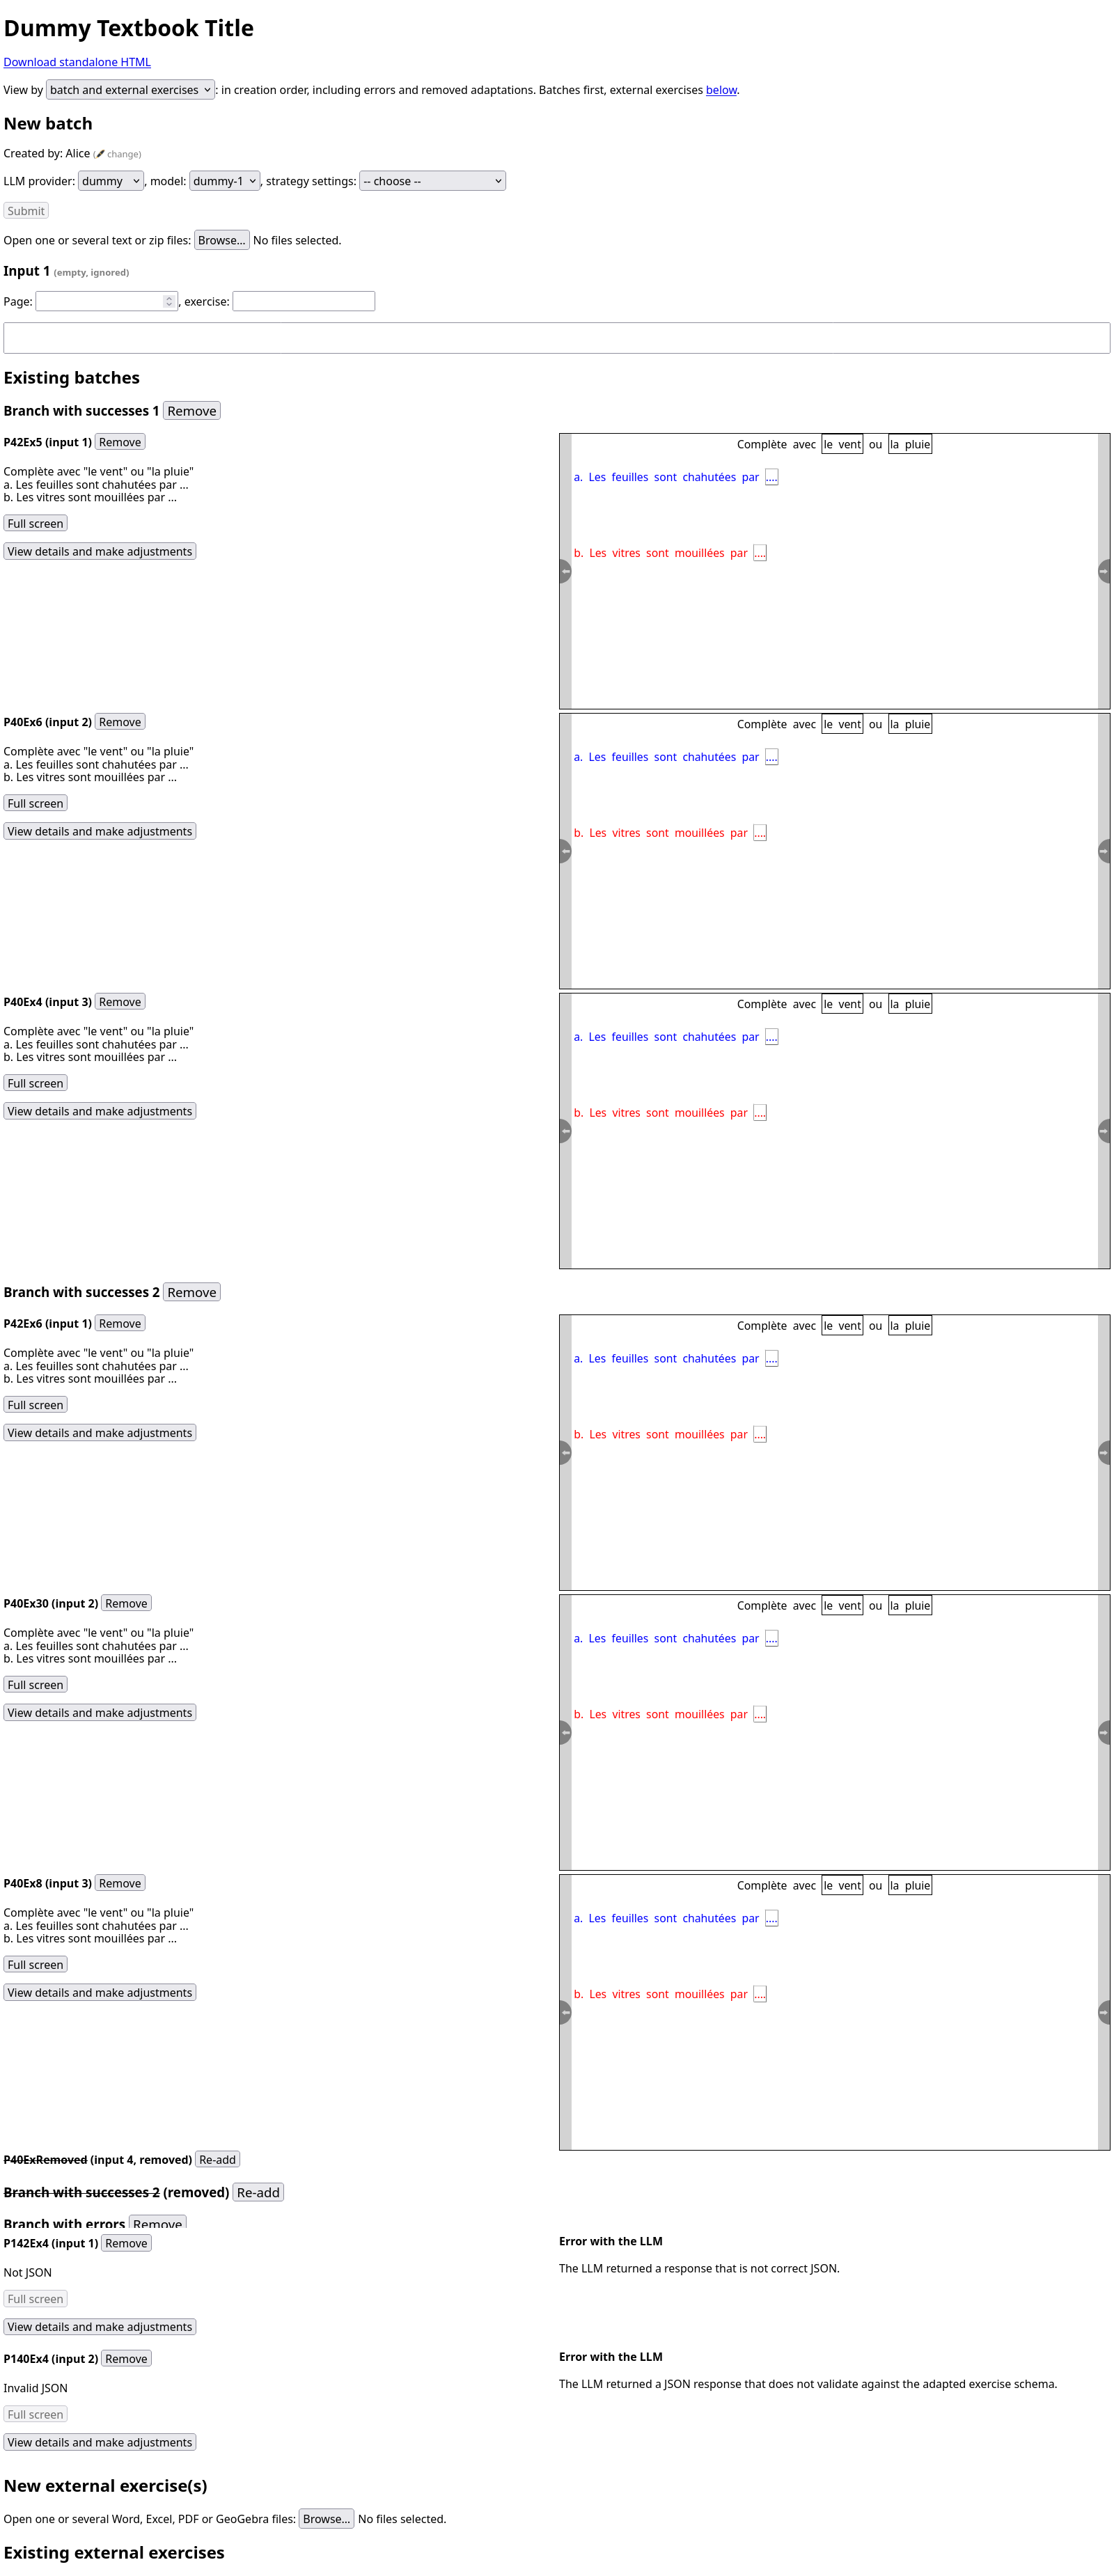 Dummy Textbook Title
Download standalone HTML
View by batch and external exercises : in creation order, including errors and removed adaptations. Batches first, external exercises below.
New batch
Created by: Alice (🖋 change)
LLM provider: dummy , model: dummy-1 , strategy settings: -- choose --
Submit
Open one or several text or zip files: Browse... No files selected.
Input 1 (empty, ignored)
Page: , exercise:
Existing batches
Branch with successes 1 Remove
P42Ex5 (input 1) Remove
Complète avec "le vent" ou "la pluie"
a. Les feuilles sont chahutées par ...
b. Les vitres sont mouillées par ...
Full screen
View details and make adjustments
Complète avec le vent ou la pluie
a. Les feuilles sont chahutées par ....
b. Les vitres sont mouillées par ....
P40Ex6 (input 2) Remove
Complète avec "le vent" ou "la pluie"
a. Les feuilles sont chahutées par ...
b. Les vitres sont mouillées par ...
Full screen
View details and make adjustments
Complète avec le vent ou la pluie
a. Les feuilles sont chahutées par ....
b. Les vitres sont mouillées par ....
P40Ex4 (input 3) Remove
Complète avec "le vent" ou "la pluie"
a. Les feuilles sont chahutées par ...
b. Les vitres sont mouillées par ...
Full screen
View details and make adjustments
Complète avec le vent ou la pluie
a. Les feuilles sont chahutées par ....
b. Les vitres sont mouillées par ....
Branch with successes 2 Remove
P42Ex6 (input 1) Remove
Complète avec "le vent" ou "la pluie"
a. Les feuilles sont chahutées par ...
b. Les vitres sont mouillées par ...
Full screen
View details and make adjustments
Complète avec le vent ou la pluie
a. Les feuilles sont chahutées par ....
b. Les vitres sont mouillées par ....
P40Ex30 (input 2) Remove
Complète avec "le vent" ou "la pluie"
a. Les feuilles sont chahutées par ...
b. Les vitres sont mouillées par ...
Full screen
View details and make adjustments
Complète avec le vent ou la pluie
a. Les feuilles sont chahutées par ....
b. Les vitres sont mouillées par ....
P40Ex8 (input 3) Remove
Complète avec "le vent" ou "la pluie"
a. Les feuilles sont chahutées par ...
b. Les vitres sont mouillées par ...
Full screen
View details and make adjustments
Complète avec le vent ou la pluie
a. Les feuilles sont chahutées par ....
b. Les vitres sont mouillées par ....
P40ExRemoved (input 4, removed) Re-add
Branch with successes 2 (removed) Re-add
Branch with errors Remove
P142Ex4 (input 1) Remove
Not JSON
Full screen
View details and make adjustments
Error with the LLM
The LLM returned a response that is not correct JSON.
P140Ex4 (input 2) Remove
Invalid JSON
Full screen
View details and make adjustments
Error with the LLM
The LLM returned a JSON response that does not validate against the adapted exercise schema.
New external exercise(s)
Open one or several Word, Excel, PDF or GeoGebra files: Browse... No files selected.
Existing external exercises